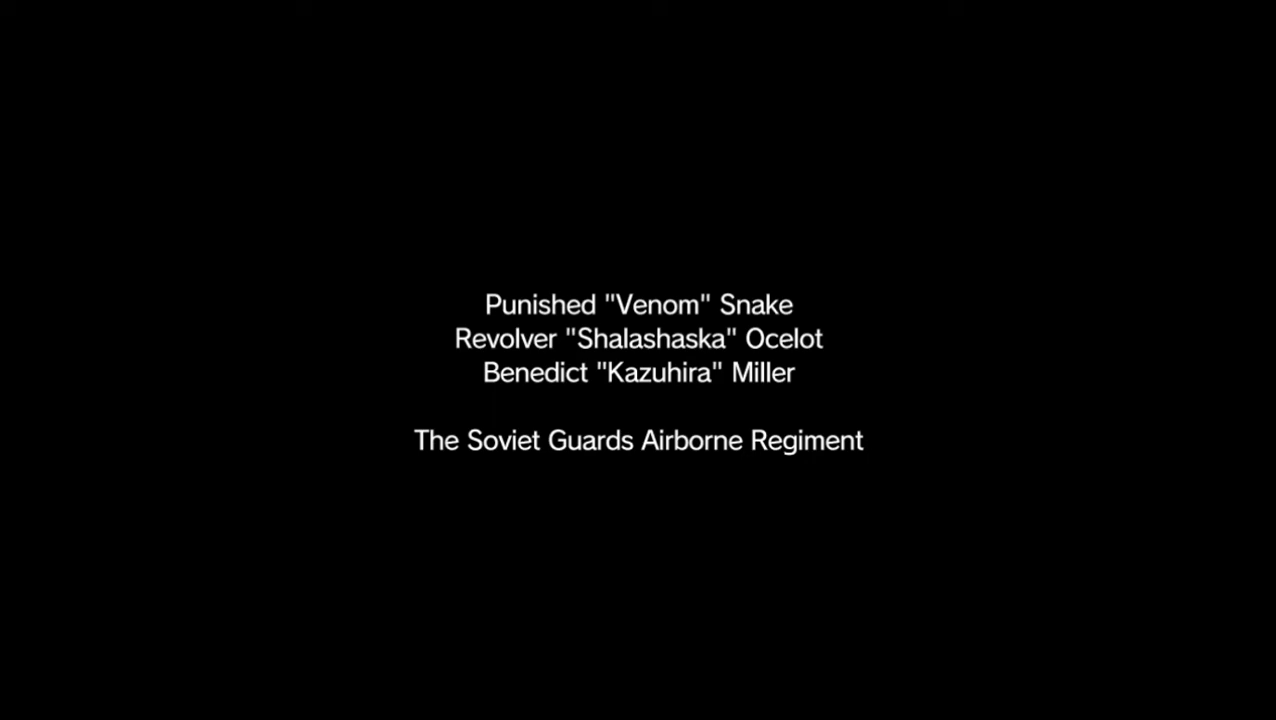 Punished "Venom" Snake
Revolver "Shalashaska" Ocelot
Benedict "Kazuhira" Miller
The Soviet Guards Airborne Regiment